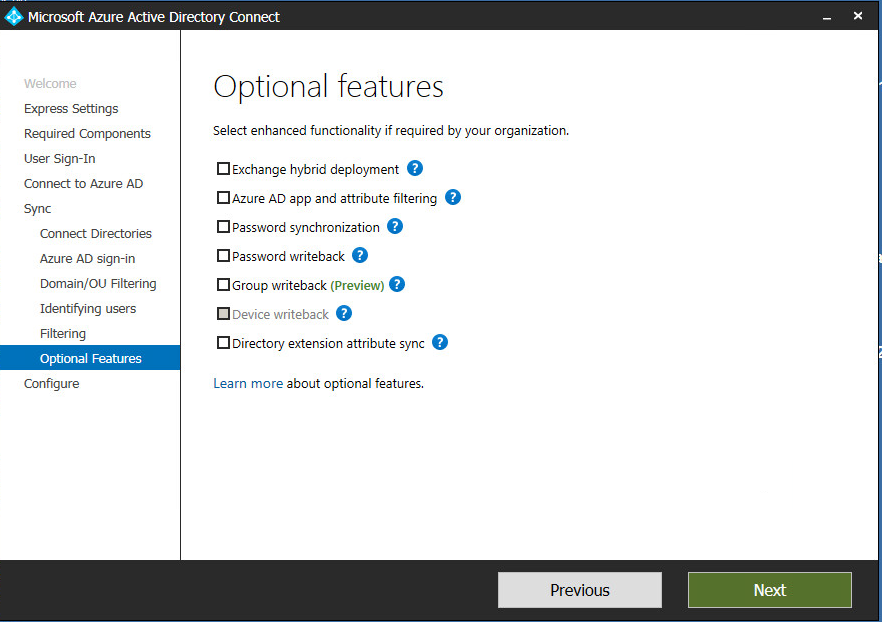 Microsoft Azure Active Directory Connect
Welcome
Express Settings
Required Components
User Sign-In
Connect to Azure AD
Sync
Connect Directories
Azure AD sign-in
Domain/OU Filtering
Identifying users
Filtering
Optional Features
Configure
Optional features
Select enhanced functionality if required by your organization.
Exchange hybrid deployment ?
Azure AD app and attribute filtering ?
Password synchronization ?
Password writeback ?
Group writeback (Preview) ?
Device writeback ?
Directory extension attribute sync ?
Learn more about optional features.
Previous
Next